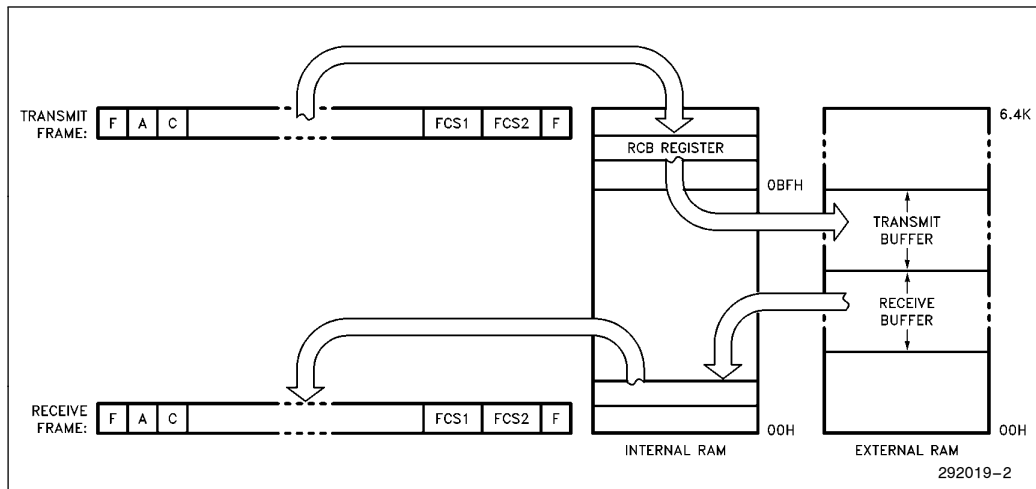 TRANSMIT
FRAME:
F A C FCS1 FCS2 F
RCB REGISTER
0BFH
6.4K
TRANSMIT
BUFFER
RECEIVE
BUFFER
RECEIVE
FRAME:
F A C FCS1 FCS2 F
00H
00H
INTERNAL RAM
EXTERNAL RAM
292019-2